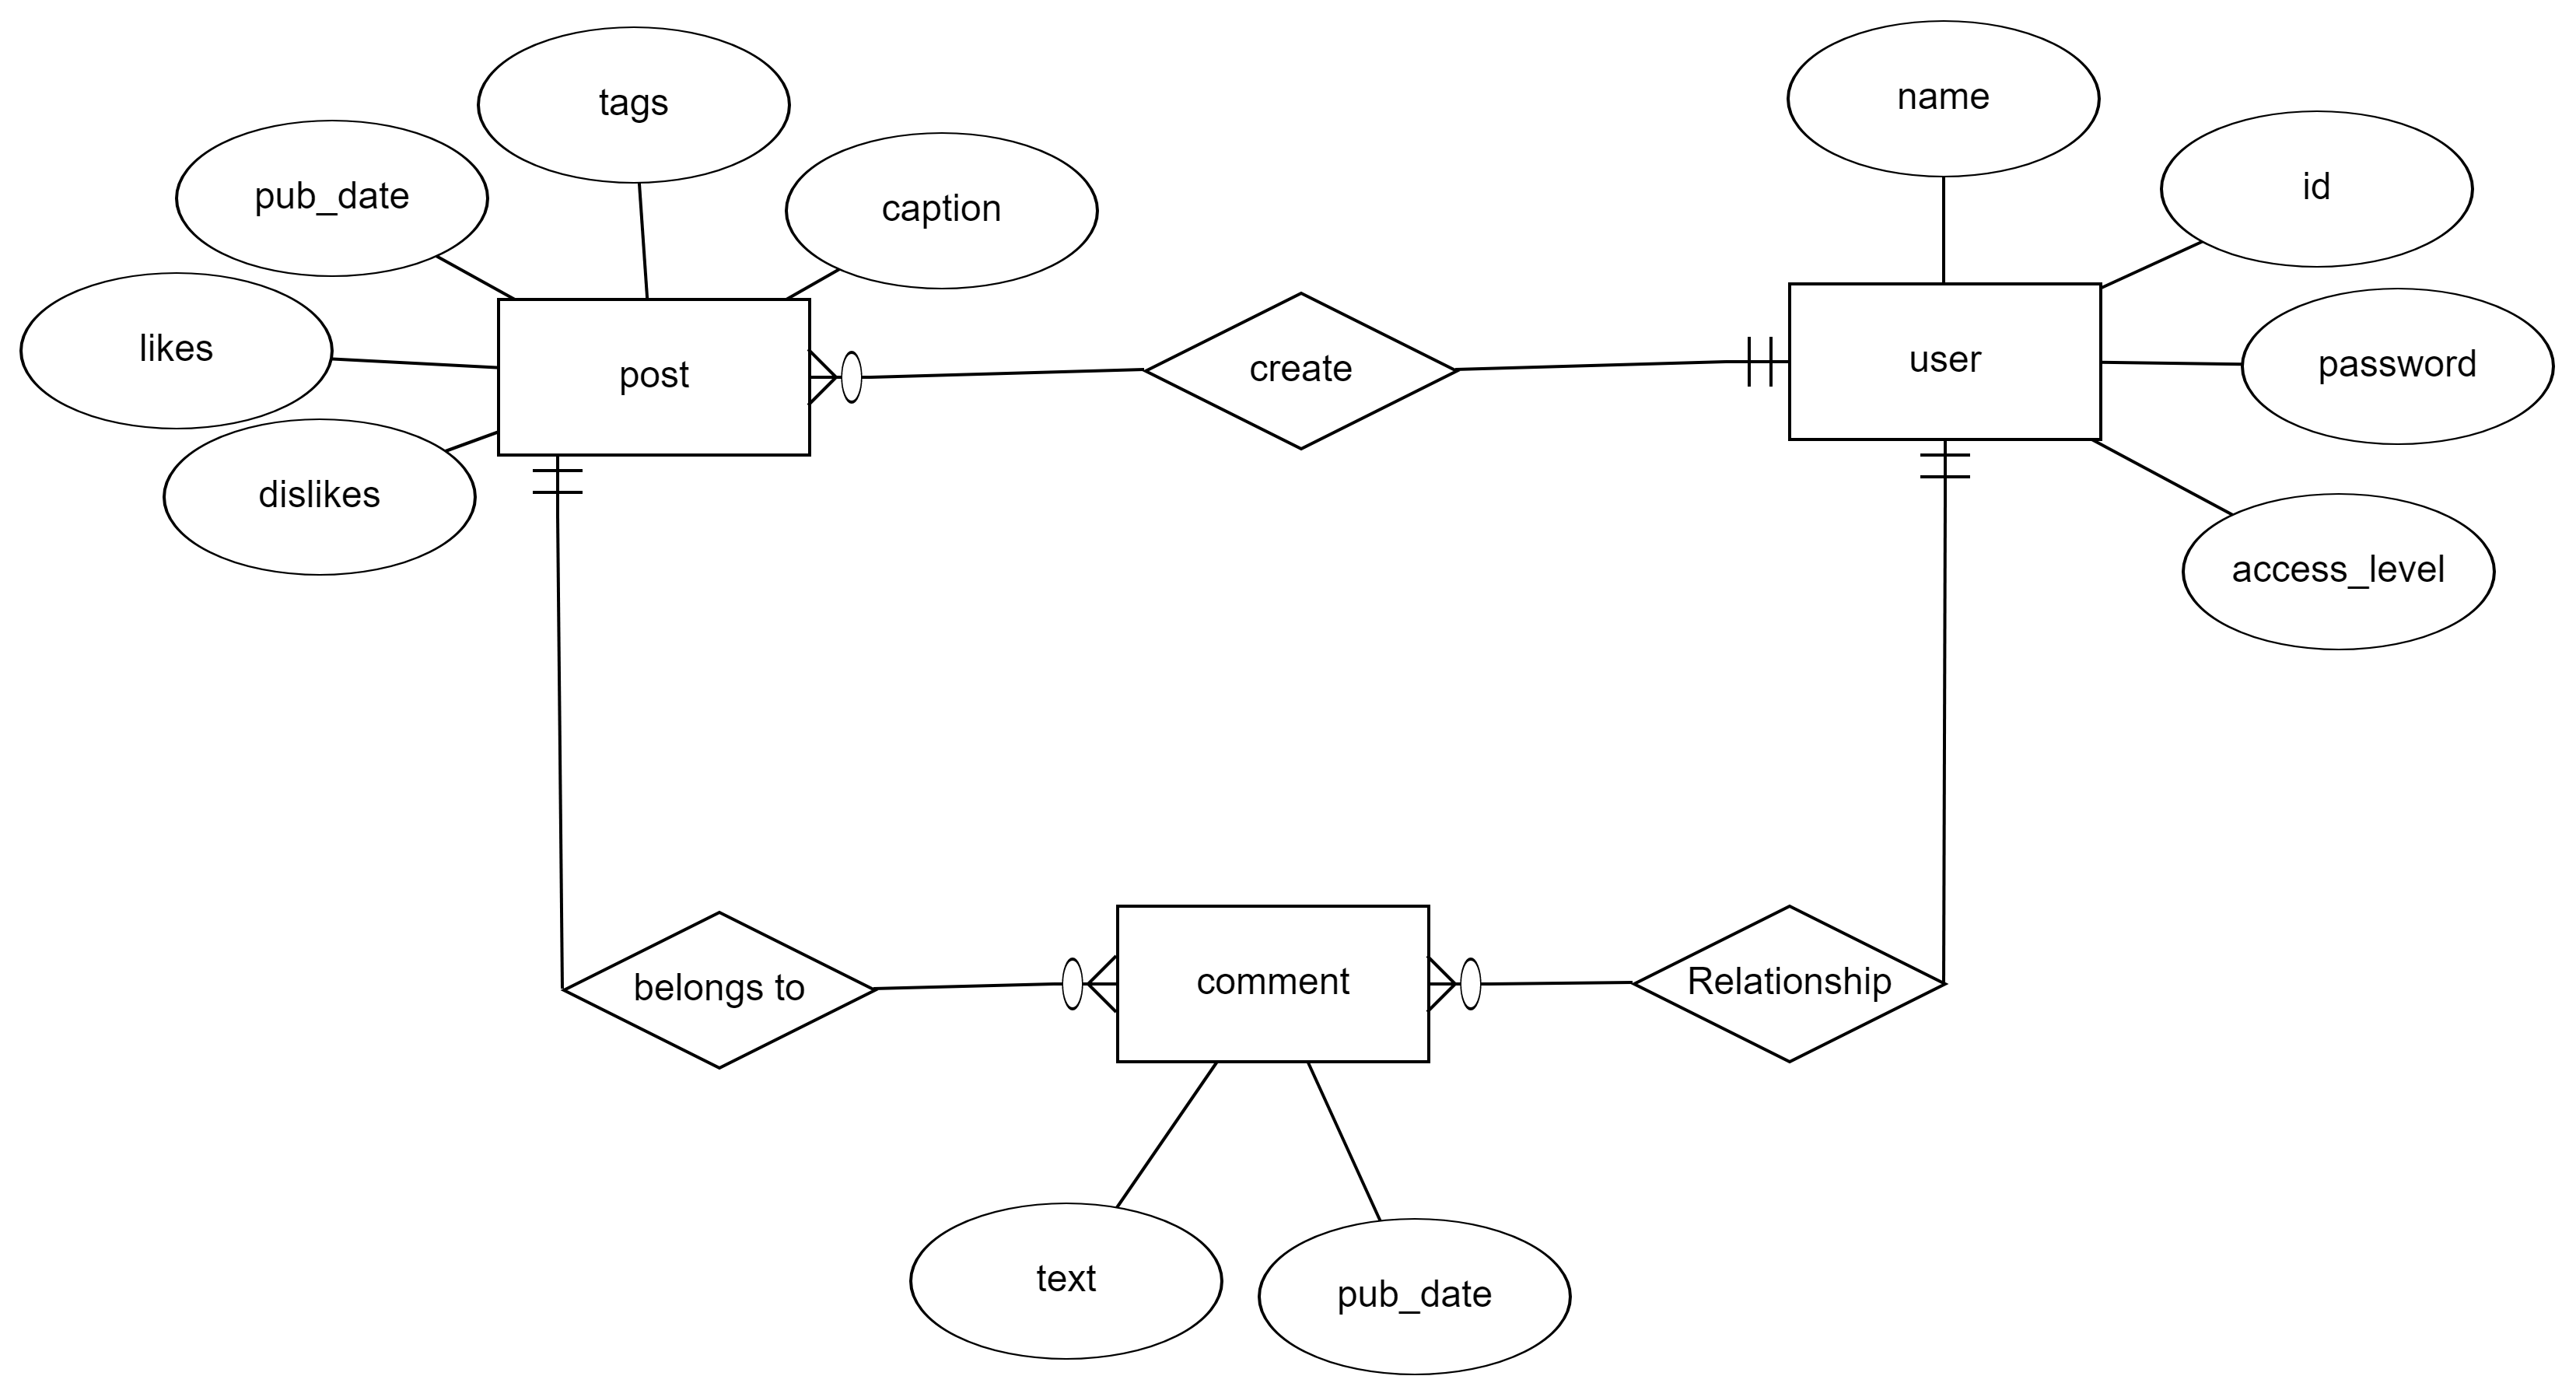 name
tags
id
pub_date
caption
likes
user
password
create
post
dislikes
access_level
comment
Relationship
belongs to
text
pub_date